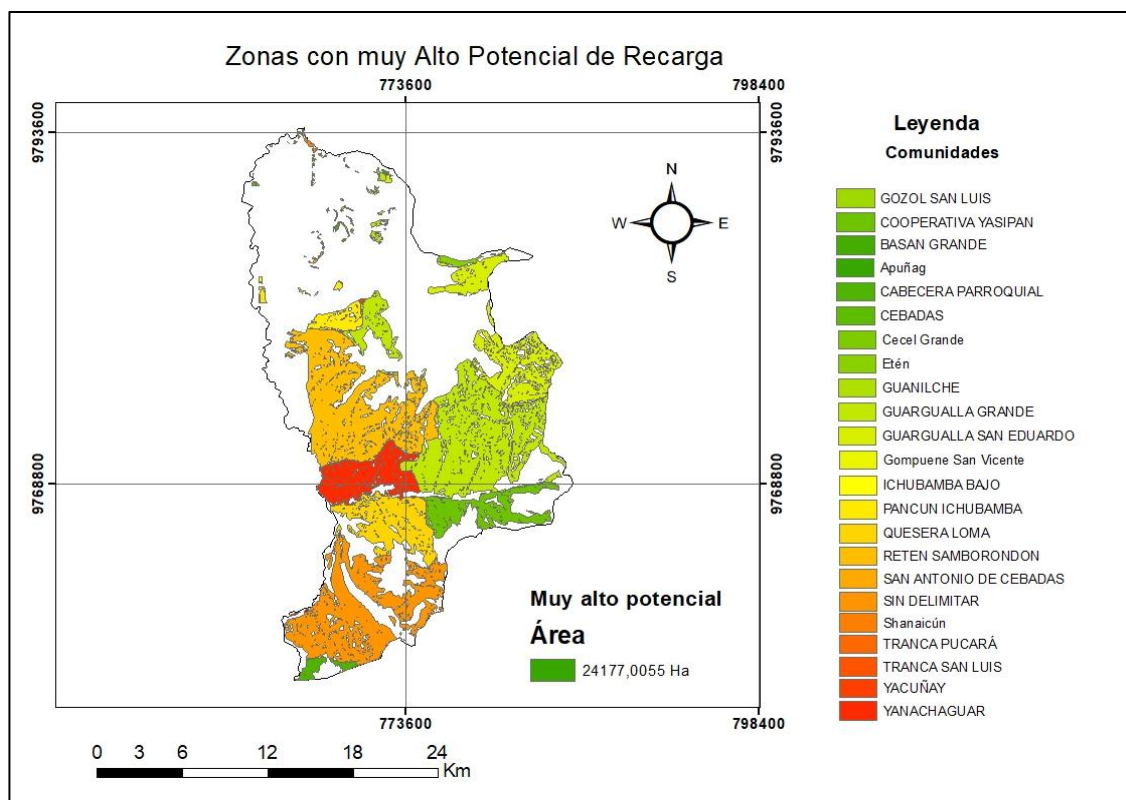 Zonas con muy Alto Potencial de Recarga
773600
798400
9793600
9793600
N
W
E
S
9768800
9768800
Muy alto potencial
Área
24177,0055 Ha
773600
798400
0 3 6 12 18 24
Km
Leyenda
Comunidades
GOZOL SAN LUIS
COOPERATIVA YASIPAN
BASAN GRANDE
Apuñag
CABECERA PARROQUIAL
CEBADAS
Cecel Grande
Etén
GUANILCHE
GUARGUALLA GRANDE
GUARGUALLA SAN EDUARDO
Gompuene San Vicente
ICHUBAMBA BAJO
PANCUN ICHUBAMBA
QUESERA LOMA
RETEN SAMBORONDON
SAN ANTONIO DE CEBADAS
SIN DELIMITAR
Shanaicún
TRANCA PUCARÁ
TRANCA SAN LUIS
YACUÑAY
YANACHAGUAR